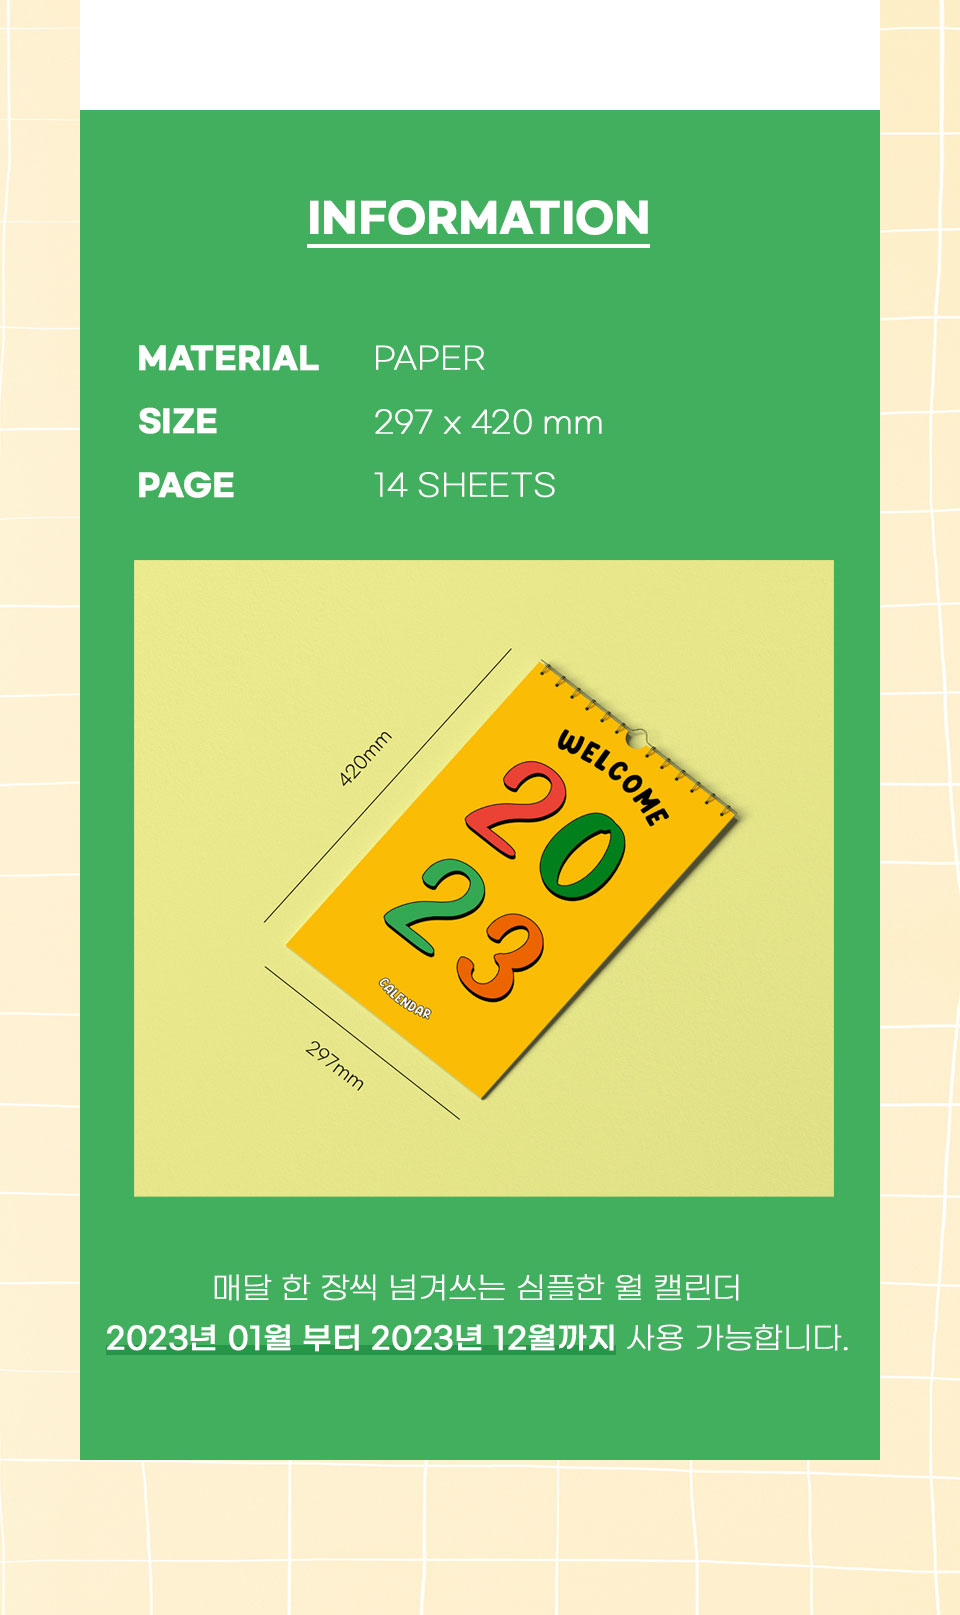 INFORMATION
MATERIAL PAPER
SIZE 297 x 420 mm
PAGE 14 SHEETS
420mm
WELCOME
20
23
CALENDAR
297mm
매달 한 장씩 넘겨쓰는 심플한 월 캘린더
2023년 01월 부터 2023년 12월까지 사용 가능합니다.